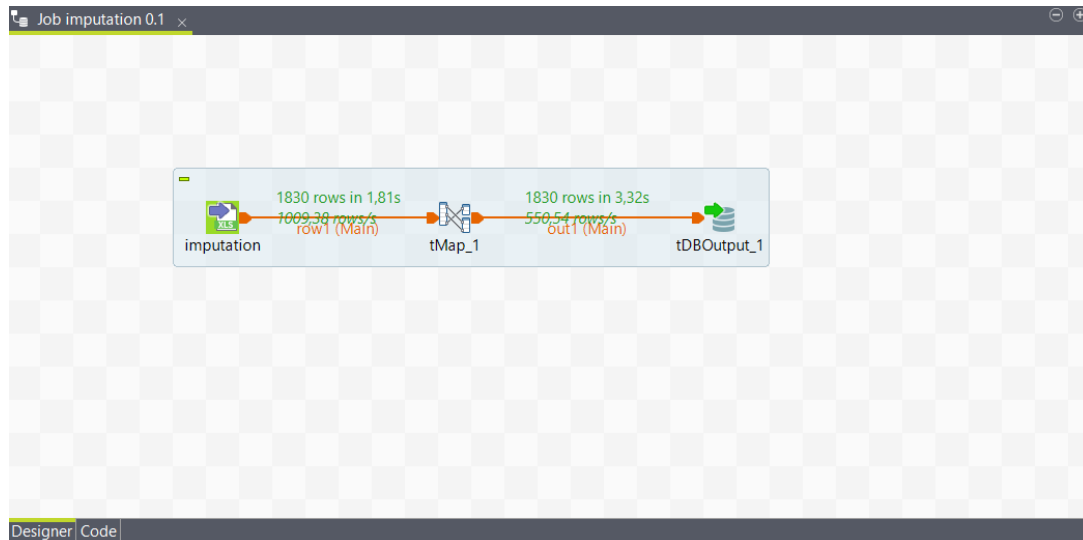 Job imputation 0.1
1830 rows in 1,81s
1009,38 rows/s
row1 (Main)
1830 rows in 3,32s
550,54 rows/s
out1 (Main)
XLS
imputation
tMap_1
tDBOutput_1
Designer Code